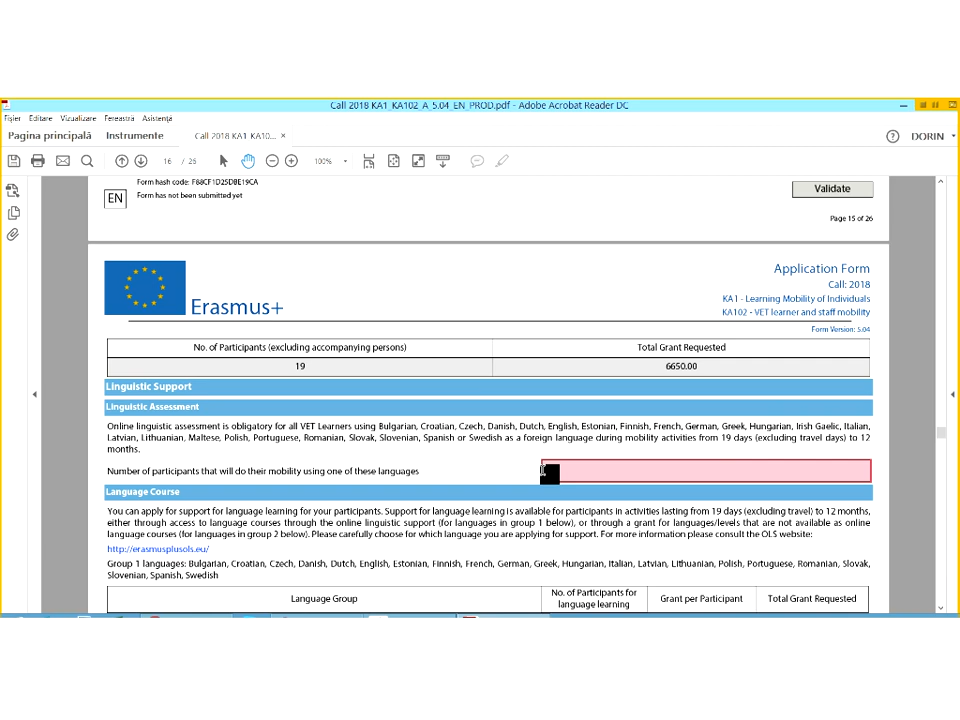 Call 2018 KA1_KA102_A_5.04_EN_PROD.pdf - Adobe Acrobat Reader DC
Fișier Editare Vizualizare Fereastră Asistență
Pagina principală Instrumente Call 2018 KA1_KA10... × DORIN
16 / 26 100%
Form hash code: F88CF1D25DBE19CA
EN Form has not been submitted yet
Validate
Page 15 of 26
Application Form
Call: 2018
KA1 - Learning Mobility of Individuals
KA102 - VET learner and staff mobility
Erasmus+
Form Version: 5.04
No. of Participants (excluding accompanying persons) Total Grant Requested
19 6650.00
Linguistic Support
Linguistic Assessment
Online linguistic assessment is obligatory for all VET Learners using Bulgarian, Croatian, Czech, Danish, Dutch, English, Estonian, Finnish, French, German, Greek, Hungarian, Irish Gaelic, Italian,
Latvian, Lithuanian, Maltese, Polish, Portuguese, Romanian, Slovak, Slovenian, Spanish or Swedish as a foreign language during mobility activities from 19 days (excluding travel days) to 12
months.
Number of participants that will do their mobility using one of these languages
Language Course
You can apply for support for language learning for your participants. Support for language learning is available for participants in activities lasting from 19 days (excluding travel) to 12 months,
either through access to language courses through the online linguistic support (for languages in group 1 below), or through a grant for languages/levels that are not available as online
language courses (for languages in group 2 below). Please carefully choose for which language you are applying for support. For more information please consult the OLS website:
http://erasmusplusols.eu/
Group 1 languages: Bulgarian, Croatian, Czech, Danish, Dutch, English, Estonian, Finnish, French, German, Greek, Hungarian, Italian, Latvian, Lithuanian, Polish, Portuguese, Romanian, Slovak,
Slovenian, Spanish, Swedish
Language Group No. of Participants for Grant per Participant Total Grant Requested
language learning